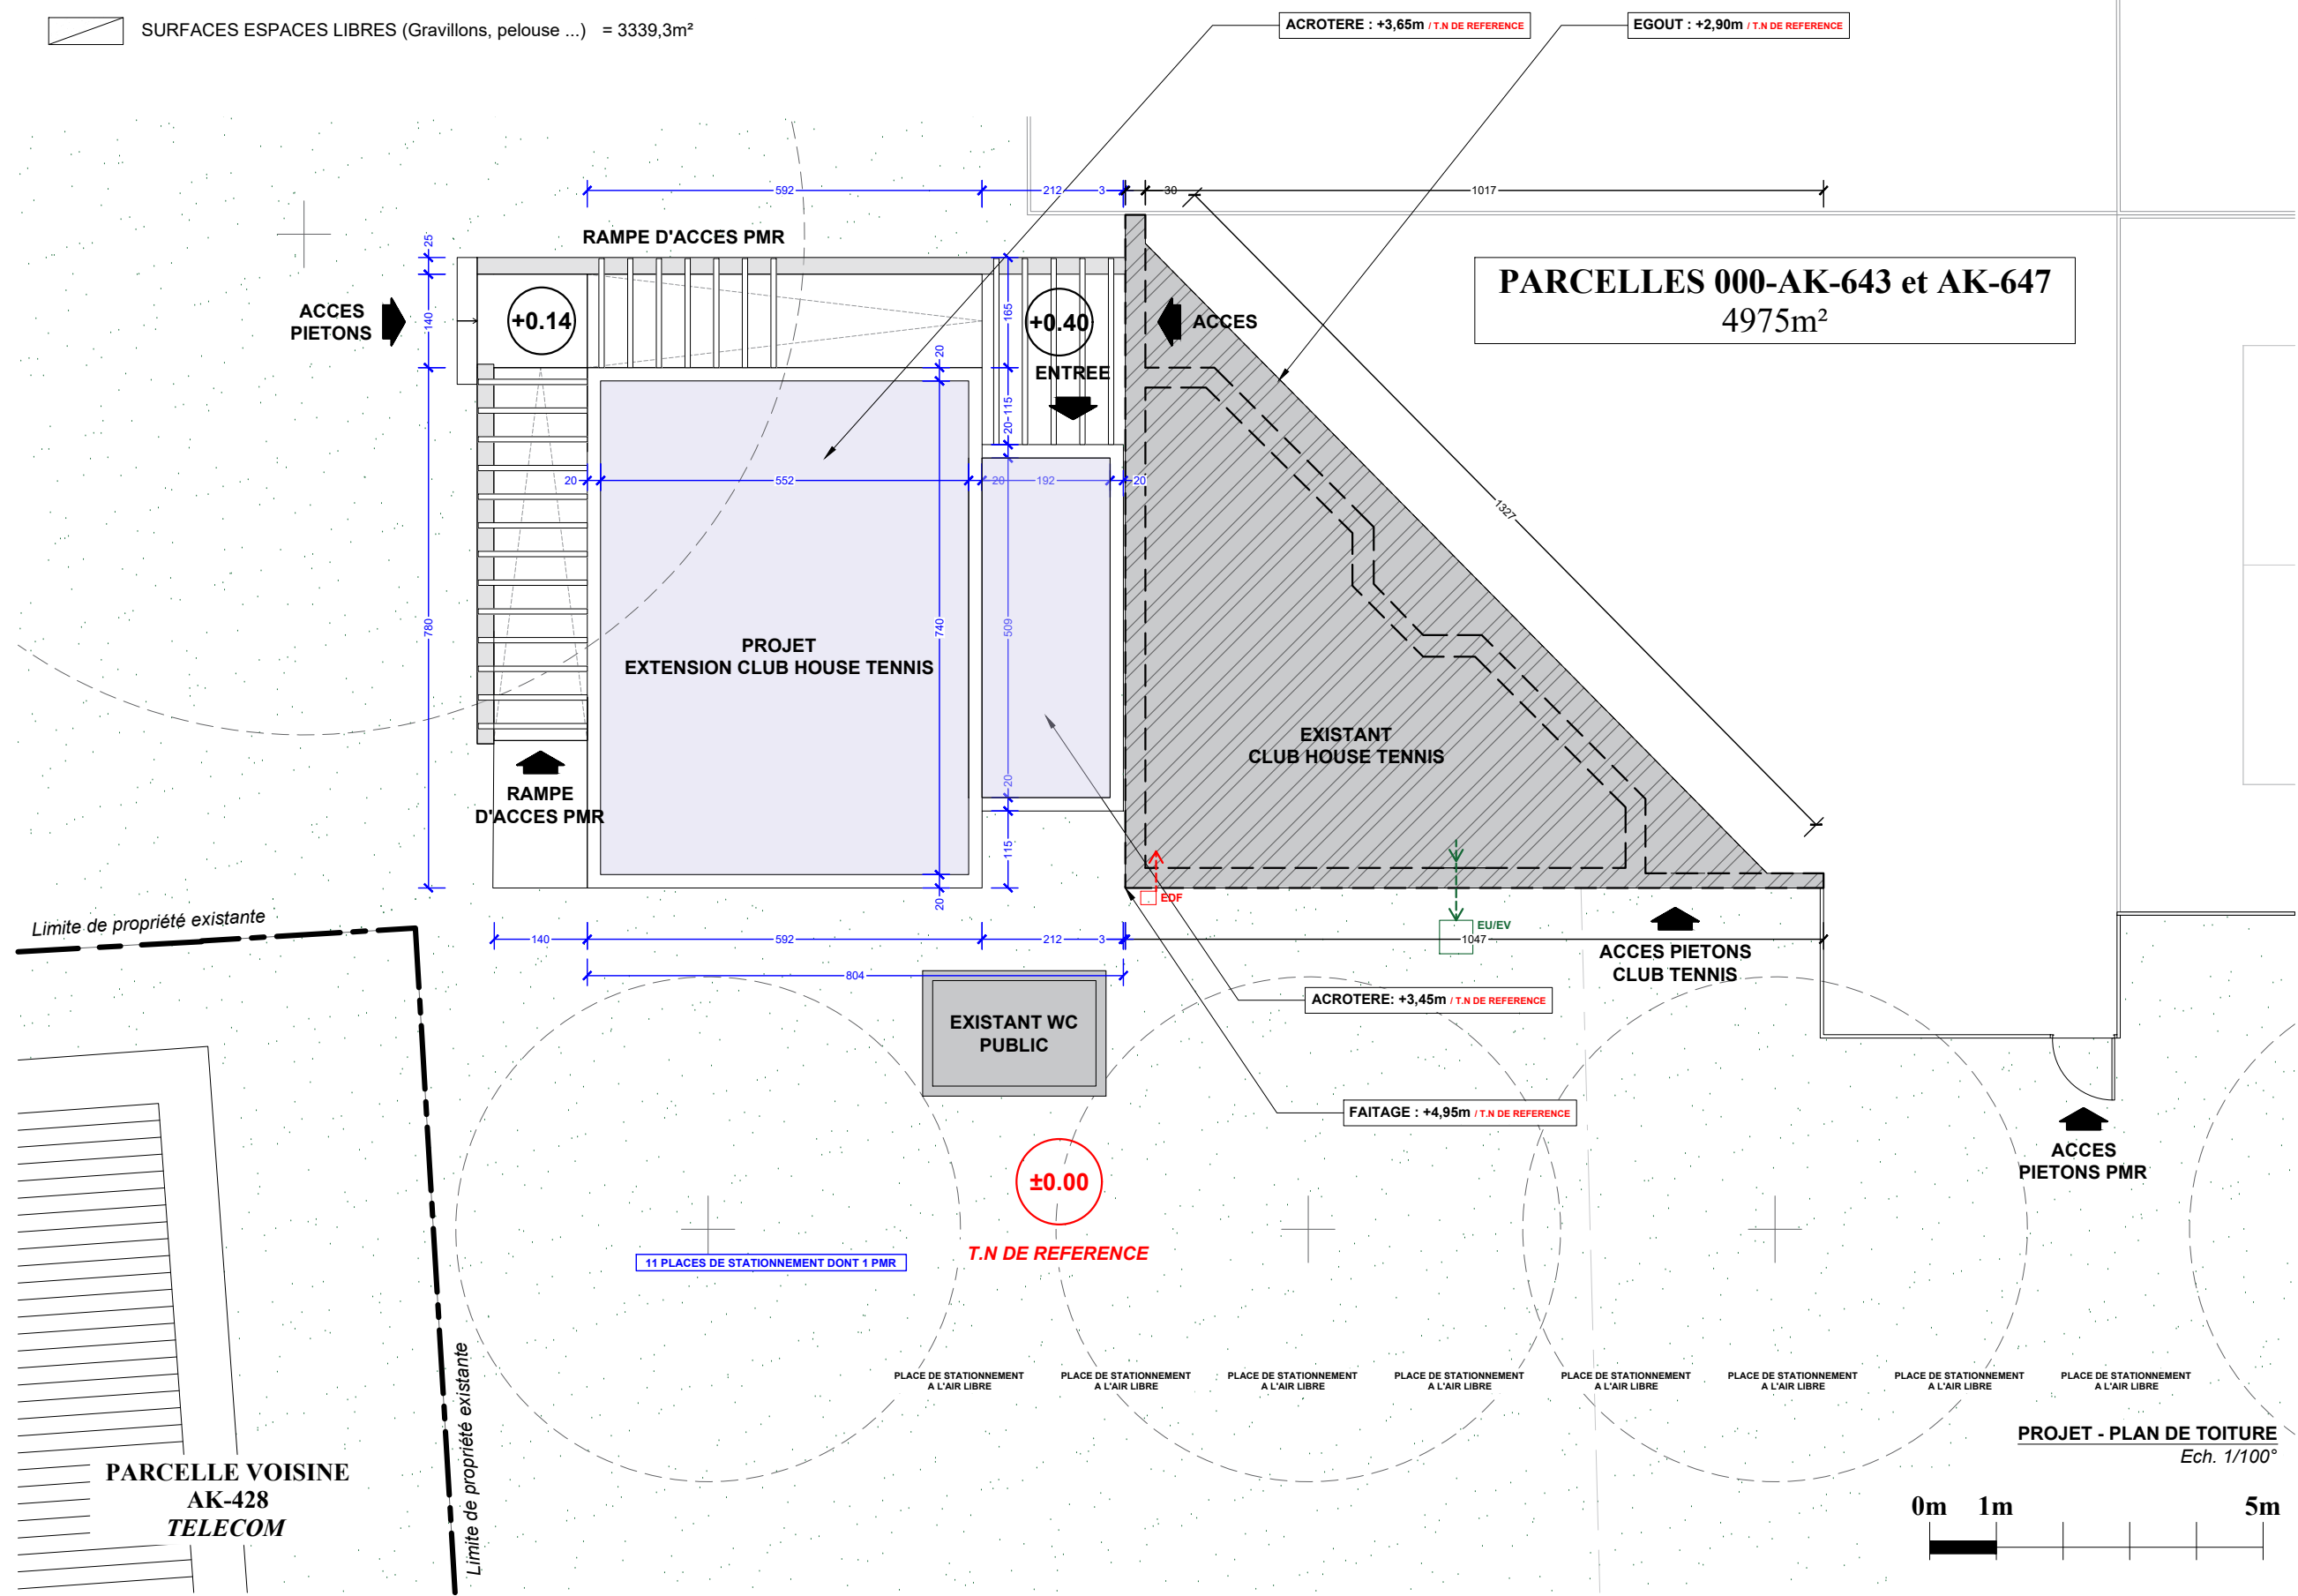 SURFACES ESPACES LIBRES (Gravillons, pelouse ...) = 3339,3m²
ACROTERE : +3,65m / T.N DE REFERENCE
EGOUT : +2,90m / T.N DE REFERENCE
592
212
3
30
1017
RAMPE D'ACCES PMR
25
140
780
ACCES
PIETONS
+0.14
+0.40
165
ACCES
ENTREE
PARCELLES 000-AK-643 et AK-647
4975m²
20
115
20
20
552
20
192
20
1327
740
509
PROJET
EXTENSION CLUB HOUSE TENNIS
EXISTANT
CLUB HOUSE TENNIS
20
RAMPE
D'ACCES PMR
115
20
EDF
EU/EV
Limite de propriété existante
140
592
212
3
1047
804
ACCES PIETONS
CLUB TENNIS
ACROTERE: +3,45m / T.N DE REFERENCE
EXISTANT WC
PUBLIC
FAITAGE : +4,95m / T.N DE REFERENCE
ACCES
PIETONS PMR
±0.00
T.N DE REFERENCE
11 PLACES DE STATIONNEMENT DONT 1 PMR
Limite de propriété existante
PLACE DE STATIONNEMENT
A L'AIR LIBRE
PLACE DE STATIONNEMENT
A L'AIR LIBRE
PLACE DE STATIONNEMENT
A L'AIR LIBRE
PLACE DE STATIONNEMENT
A L'AIR LIBRE
PLACE DE STATIONNEMENT
A L'AIR LIBRE
PLACE DE STATIONNEMENT
A L'AIR LIBRE
PLACE DE STATIONNEMENT
A L'AIR LIBRE
PLACE DE STATIONNEMENT
A L'AIR LIBRE
PROJET - PLAN DE TOITURE
Ech. 1/100°
PARCELLE VOISINE
AK-428
TELECOM
0m 1m 5m